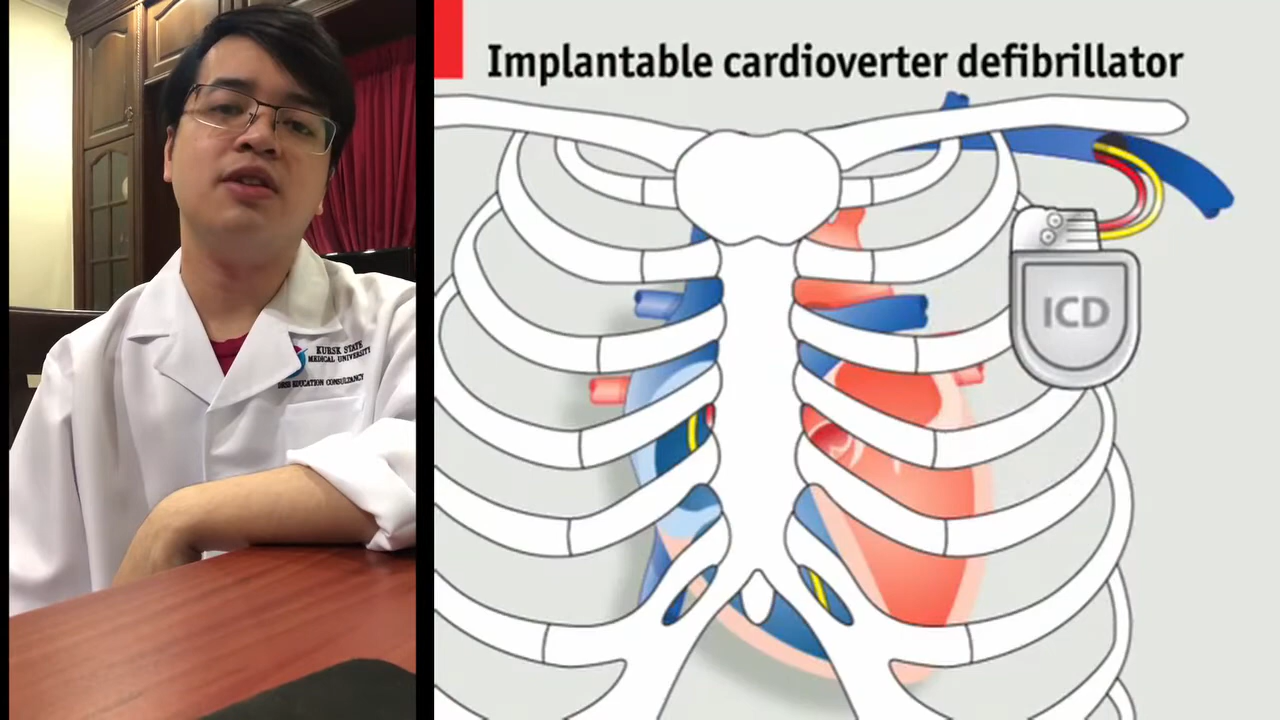 Implantable cardioverter defibrillator
ICD
KURSK STATE
MEDICAL UNIVERSITY
EDUCATION CONSULTANCY